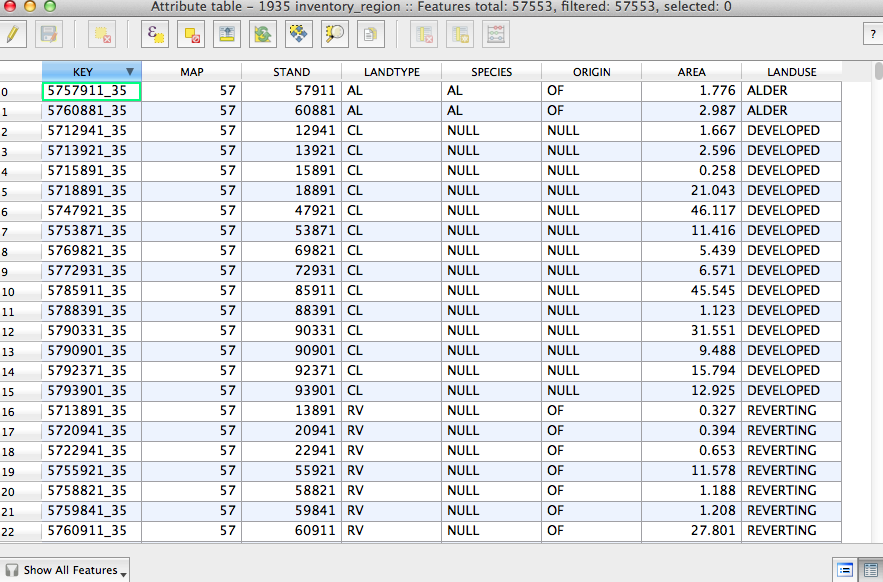 Attribute table - 1935 inventory_region :: Features total: 57553, filtered: 57553, selected: 0
ε
?
KEY ▼ MAP STAND LANDTYPE SPECIES ORIGIN AREA LANDUSE
0 5757911_35 57 57911 AL AL OF 1.776 ALDER
1 5760881_35 57 60881 AL AL OF 2.987 ALDER
2 5712941_35 57 12941 CL NULL NULL 1.667 DEVELOPED
3 5713921_35 57 13921 CL NULL NULL 2.596 DEVELOPED
4 5715891_35 57 15891 CL NULL NULL 0.258 DEVELOPED
5 5718891_35 57 18891 CL NULL NULL 21.043 DEVELOPED
6 5747921_35 57 47921 CL NULL NULL 46.117 DEVELOPED
7 5753871_35 57 53871 CL NULL NULL 11.416 DEVELOPED
8 5769821_35 57 69821 CL NULL NULL 5.439 DEVELOPED
9 5772931_35 57 72931 CL NULL NULL 6.571 DEVELOPED
10 5785911_35 57 85911 CL NULL NULL 45.545 DEVELOPED
11 5788391_35 57 88391 CL NULL NULL 1.123 DEVELOPED
12 5790331_35 57 90331 CL NULL NULL 31.551 DEVELOPED
13 5790901_35 57 90901 CL NULL NULL 9.488 DEVELOPED
14 5792371_35 57 92371 CL NULL NULL 15.794 DEVELOPED
15 5793901_35 57 93901 CL NULL NULL 12.925 DEVELOPED
16 5713891_35 57 13891 RV NULL OF 0.327 REVERTING
17 5720941_35 57 20941 RV NULL OF 0.394 REVERTING
18 5722941_35 57 22941 RV NULL OF 0.653 REVERTING
19 5755921_35 57 55921 RV NULL OF 11.578 REVERTING
20 5758821_35 57 58821 RV NULL OF 1.188 REVERTING
21 5759841_35 57 59841 RV NULL OF 1.208 REVERTING
22 5760911_35 57 60911 RV NULL OF 27.801 REVERTING
Show All Features